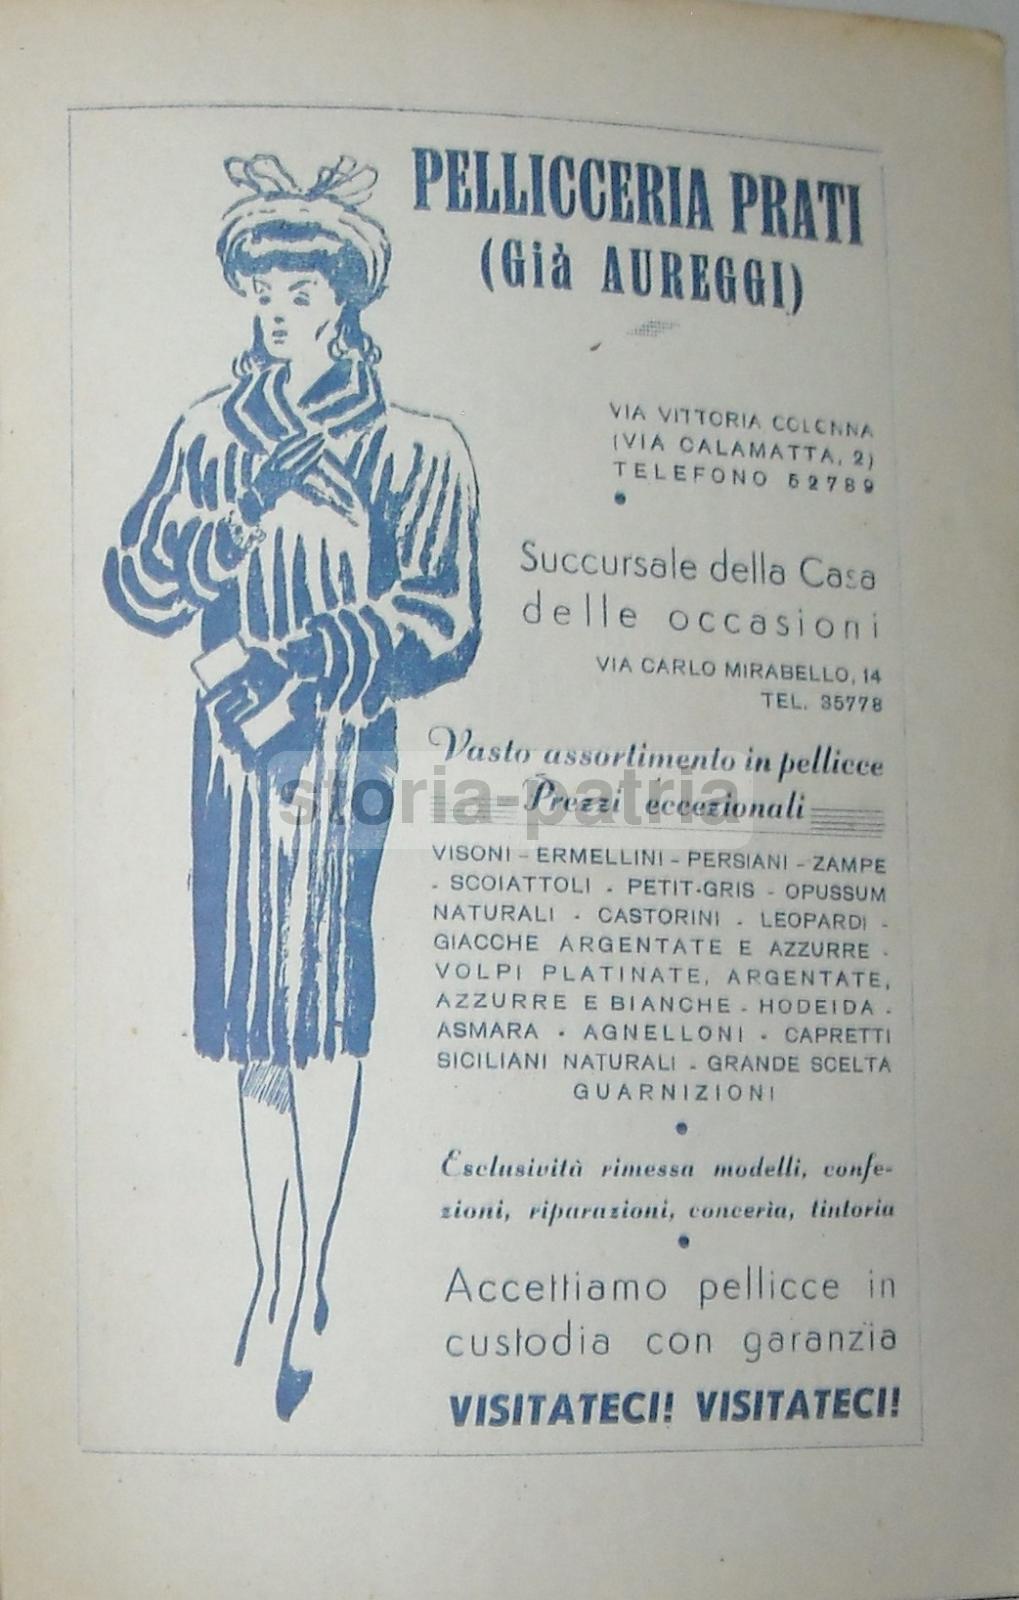 PELLICCERIA PRATI
(Già AUREGGI)
VIA VITTORIA COLONNA
(VIA CALAMATTA, 2)
TELEFONO 52789
Succursale della Casa
delle occasioni
VIA CARLO MIRABELLO, 14
TEL. 35778
Vasto assortimento in pellicce
Prezzi eccezionali
storia-patria
VISONI - ERMELLINI - PERSIANI - ZAMPE
- SCOIATTOLI - PETIT-GRIS - OPUSSUM
NATURALI - CASTORINI - LEOPARDI -
GIACCHE ARGENTATE E AZZURRE -
VOLPI PLATINATE, ARGENTATE,
AZZURRE E BIANCHE - HODEIDA -
ASMARA - AGNELLONI - CAPRETTI
SICILIANI NATURALI - GRANDE SCELTA
GUARNIZIONI
Esclusività rimessa modelli, confe-
zioni, riparazioni, concerìa, tintoria
Accettiamo pellicce in
custodia con garanzia
VISITATECI! VISITATECI!